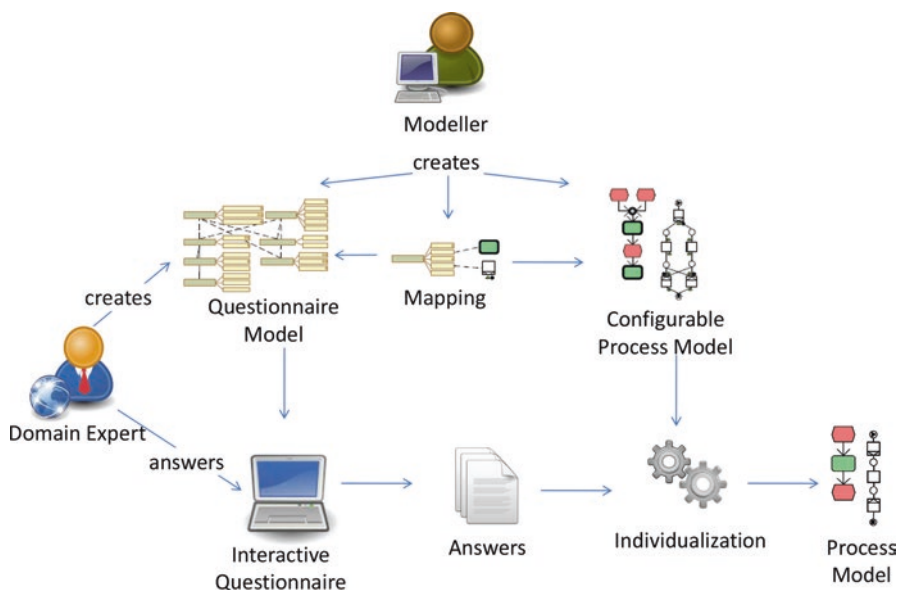 Modeller
creates
creates
Questionnaire
Model
Mapping
Configurable
Process Model
Domain Expert
answers
Interactive
Questionnaire
Answers
Individualization
Process
Model